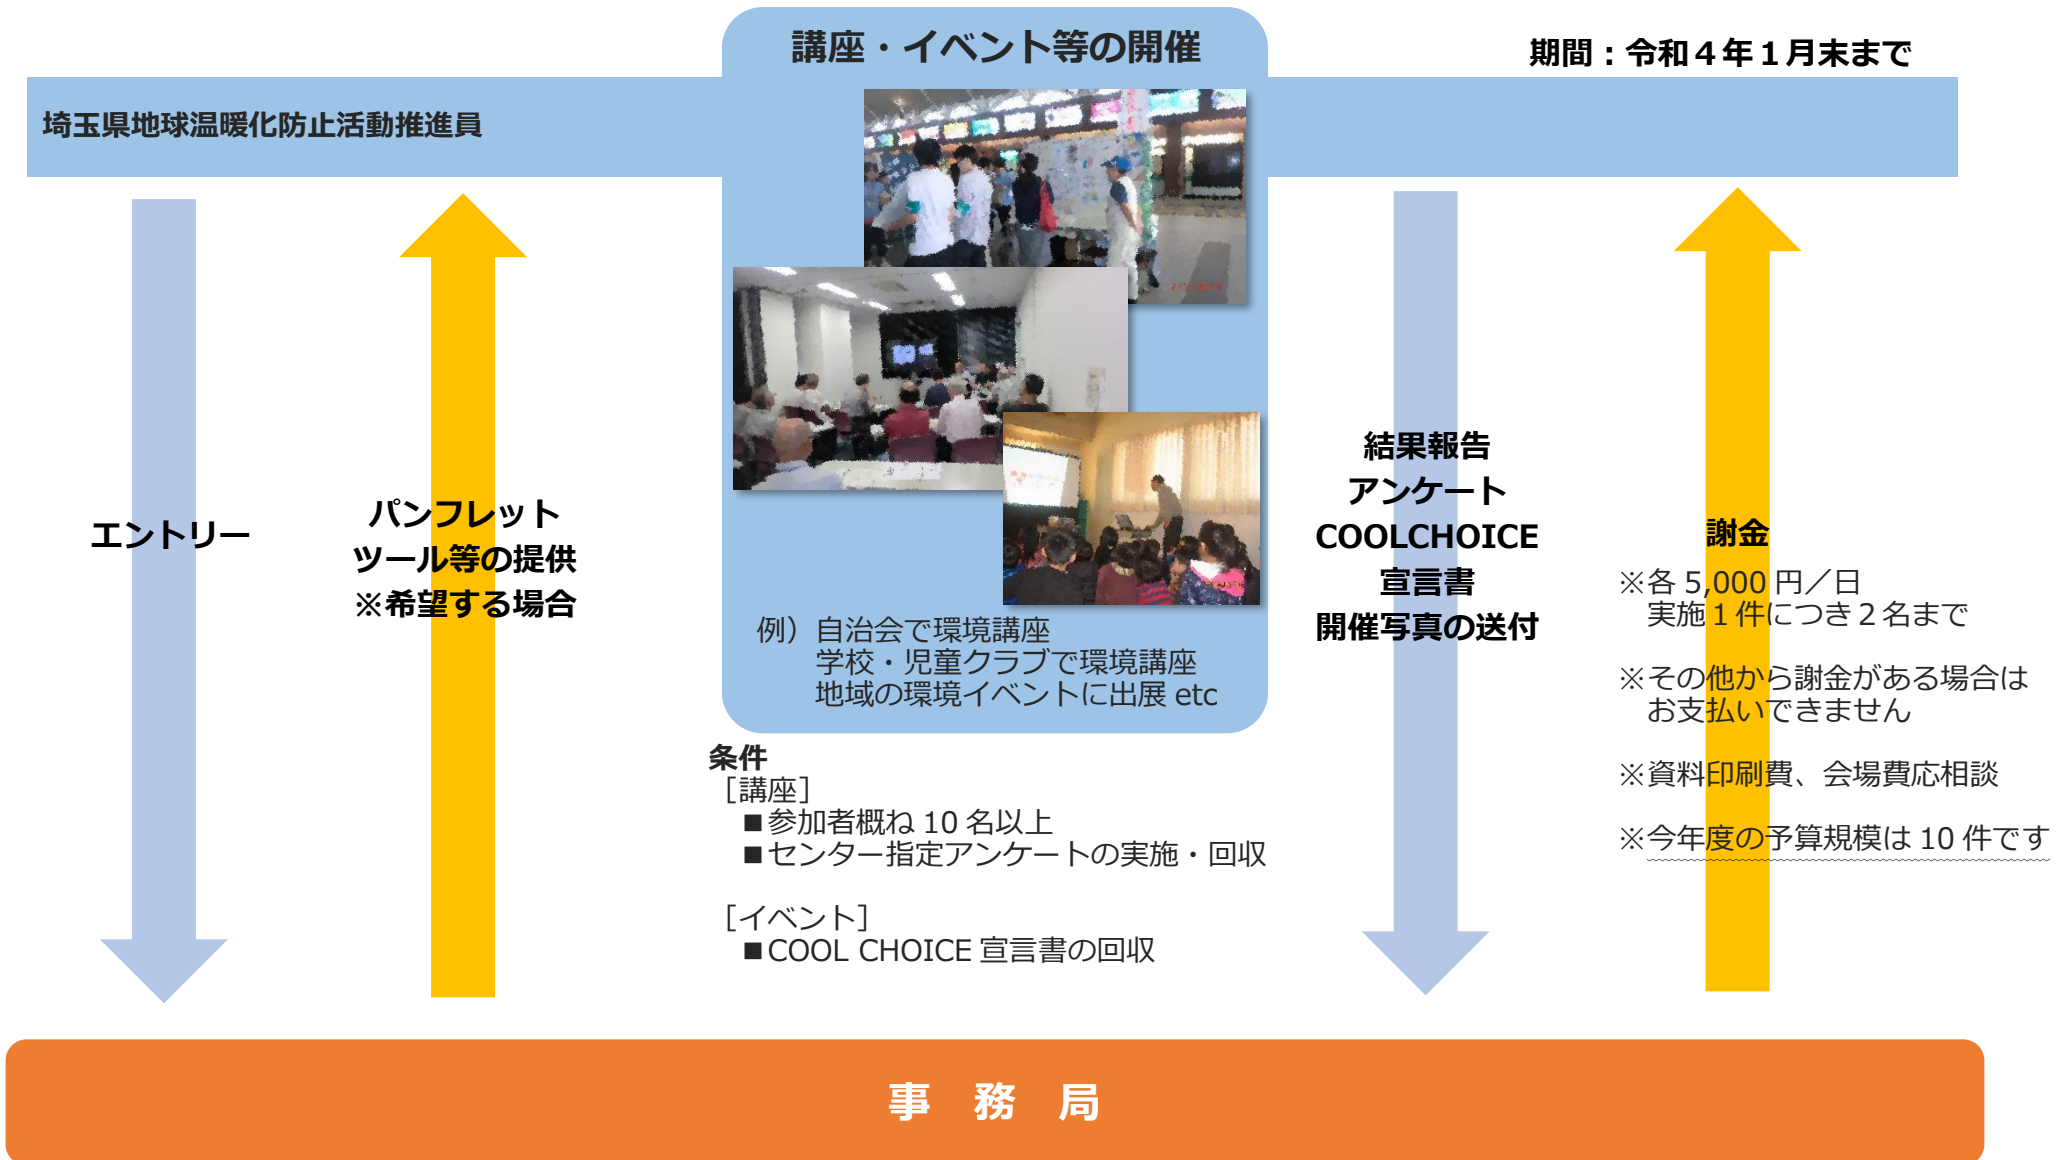 講座・イベント等の開催
期間：令和４年１月末まで
埼玉県地球温暖化防止活動推進員
エントリー
パンフレット
ツール等の提供
※希望する場合
例）自治会で環境講座
学校・児童クラブで環境講座
地域の環境イベントに出展 etc
条件
［講座］
■参加者概ね 10 名以上
■センター指定アンケートの実施・回収
［イベント］
■COOL CHOICE 宣言書の回収
結果報告
アンケート
COOLCHOICE
宣言書
開催写真の送付
謝金
※各 5,000 円／日
実施１件につき２名まで
※その他から謝金がある場合は
お支払いできません
※資料印刷費、会場費応相談
※今年度の予算規模は 10 件です
事　務　局